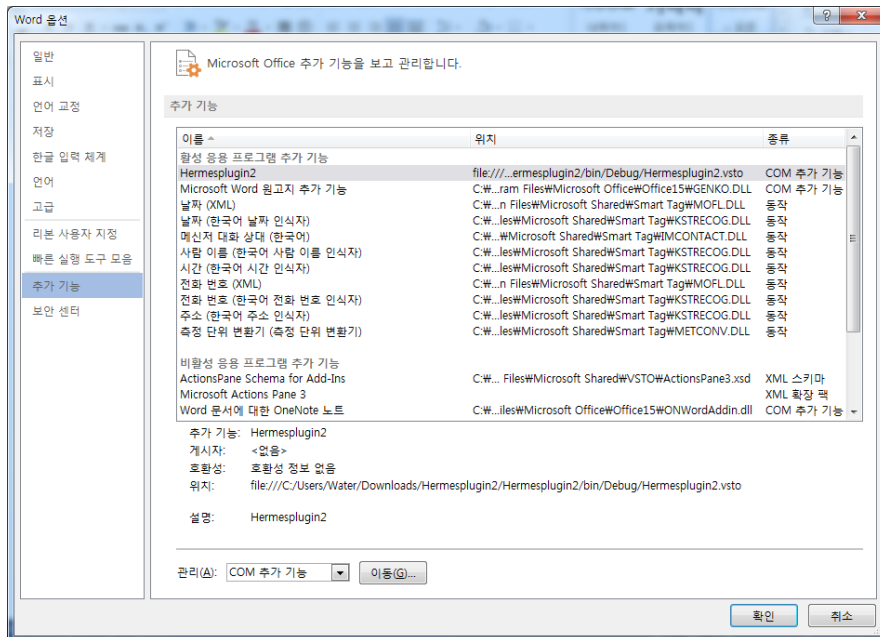 Word 옵션
일반
표시
언어 교정
저장
한글 입력 체계
언어
고급
리본 사용자 지정
빠른 실행 도구 모음
추가 기능
보안 센터
Microsoft Office 추가 기능을 보고 관리합니다.
추가 기능
이름 위치 종류
활성 응용 프로그램 추가 기능
Hermesplugin2 file:///...ermesplugin2/bin/Debug/Hermesplugin2.vsto COM 추가 기능
Microsoft Word 원고지 추가 기능 C:₩...ram Files₩Microsoft Office₩Office15₩GENKO.DLL COM 추가 기능
날짜 (XML) C:₩...n Files₩Microsoft Shared₩Smart Tag₩MOFL.DLL 동작
날짜 (한국어 날짜 인식자) C:₩...les₩Microsoft Shared₩Smart Tag₩KSTRECOG.DLL 동작
메신저 대화 상대 (한국어) C:₩...₩Microsoft Shared₩Smart Tag₩IMCONTACT.DLL 동작
사람 이름 (한국어 사람 이름 인식자) C:₩...les₩Microsoft Shared₩Smart Tag₩KSTRECOG.DLL 동작
시간 (한국어 시간 인식자) C:₩...les₩Microsoft Shared₩Smart Tag₩KSTRECOG.DLL 동작
전화 번호 (XML) C:₩...n Files₩Microsoft Shared₩Smart Tag₩MOFL.DLL 동작
전화 번호 (한국어 전화 번호 인식자) C:₩...les₩Microsoft Shared₩Smart Tag₩KSTRECOG.DLL 동작
주소 (한국어 주소 인식자) C:₩...les₩Microsoft Shared₩Smart Tag₩KSTRECOG.DLL 동작
측정 단위 변환기 (측정 단위 변환기) C:₩...les₩Microsoft Shared₩Smart Tag₩METCONV.DLL 동작
비활성 응용 프로그램 추가 기능
ActionsPane Schema for Add-Ins C:₩... Files₩Microsoft Shared₩VSTO₩ActionsPane3.xsd XML 스키마
Microsoft Actions Pane 3 XML 확장 팩
Word 문서에 대한 OneNote 노트 C:₩...iles₩Microsoft Office₩Office15₩ONWordAddin.dll COM 추가 기능
추가 기능: Hermesplugin2
게시자: <없음>
호환성: 호환성 정보 없음
위치: file:///C:/Users/Water/Downloads/Hermesplugin2/Hermesplugin2/bin/Debug/Hermesplugin2.vsto
설명: Hermesplugin2
관리(A): COM 추가 기능 이동(G)...
확인 취소